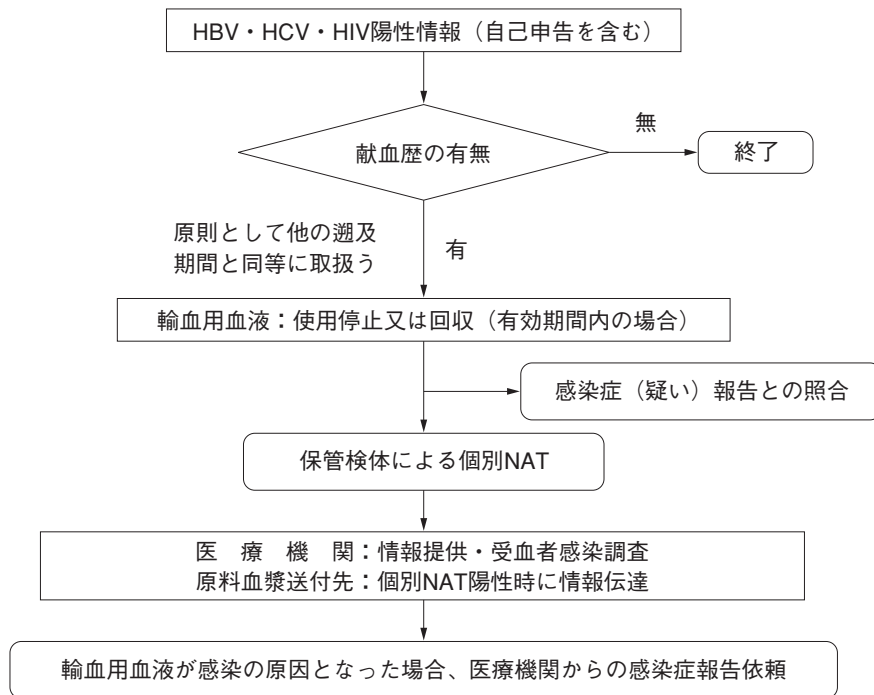 HBV・HCV・HIV陽性情報（自己申告を含む）
献血歴の有無
無
終了
原則として他の遡及
期間と同等に取扱う
有
輸血用血液：使用停止又は回収（有効期間内の場合）
感染症（疑い）報告との照合
保管検体による個別NAT
医　療　機　関：情報提供・受血者感染調査
原料血漿送付先：個別NAT陽性時に情報伝達
輸血用血液が感染の原因となった場合、医療機関からの感染症報告依頼